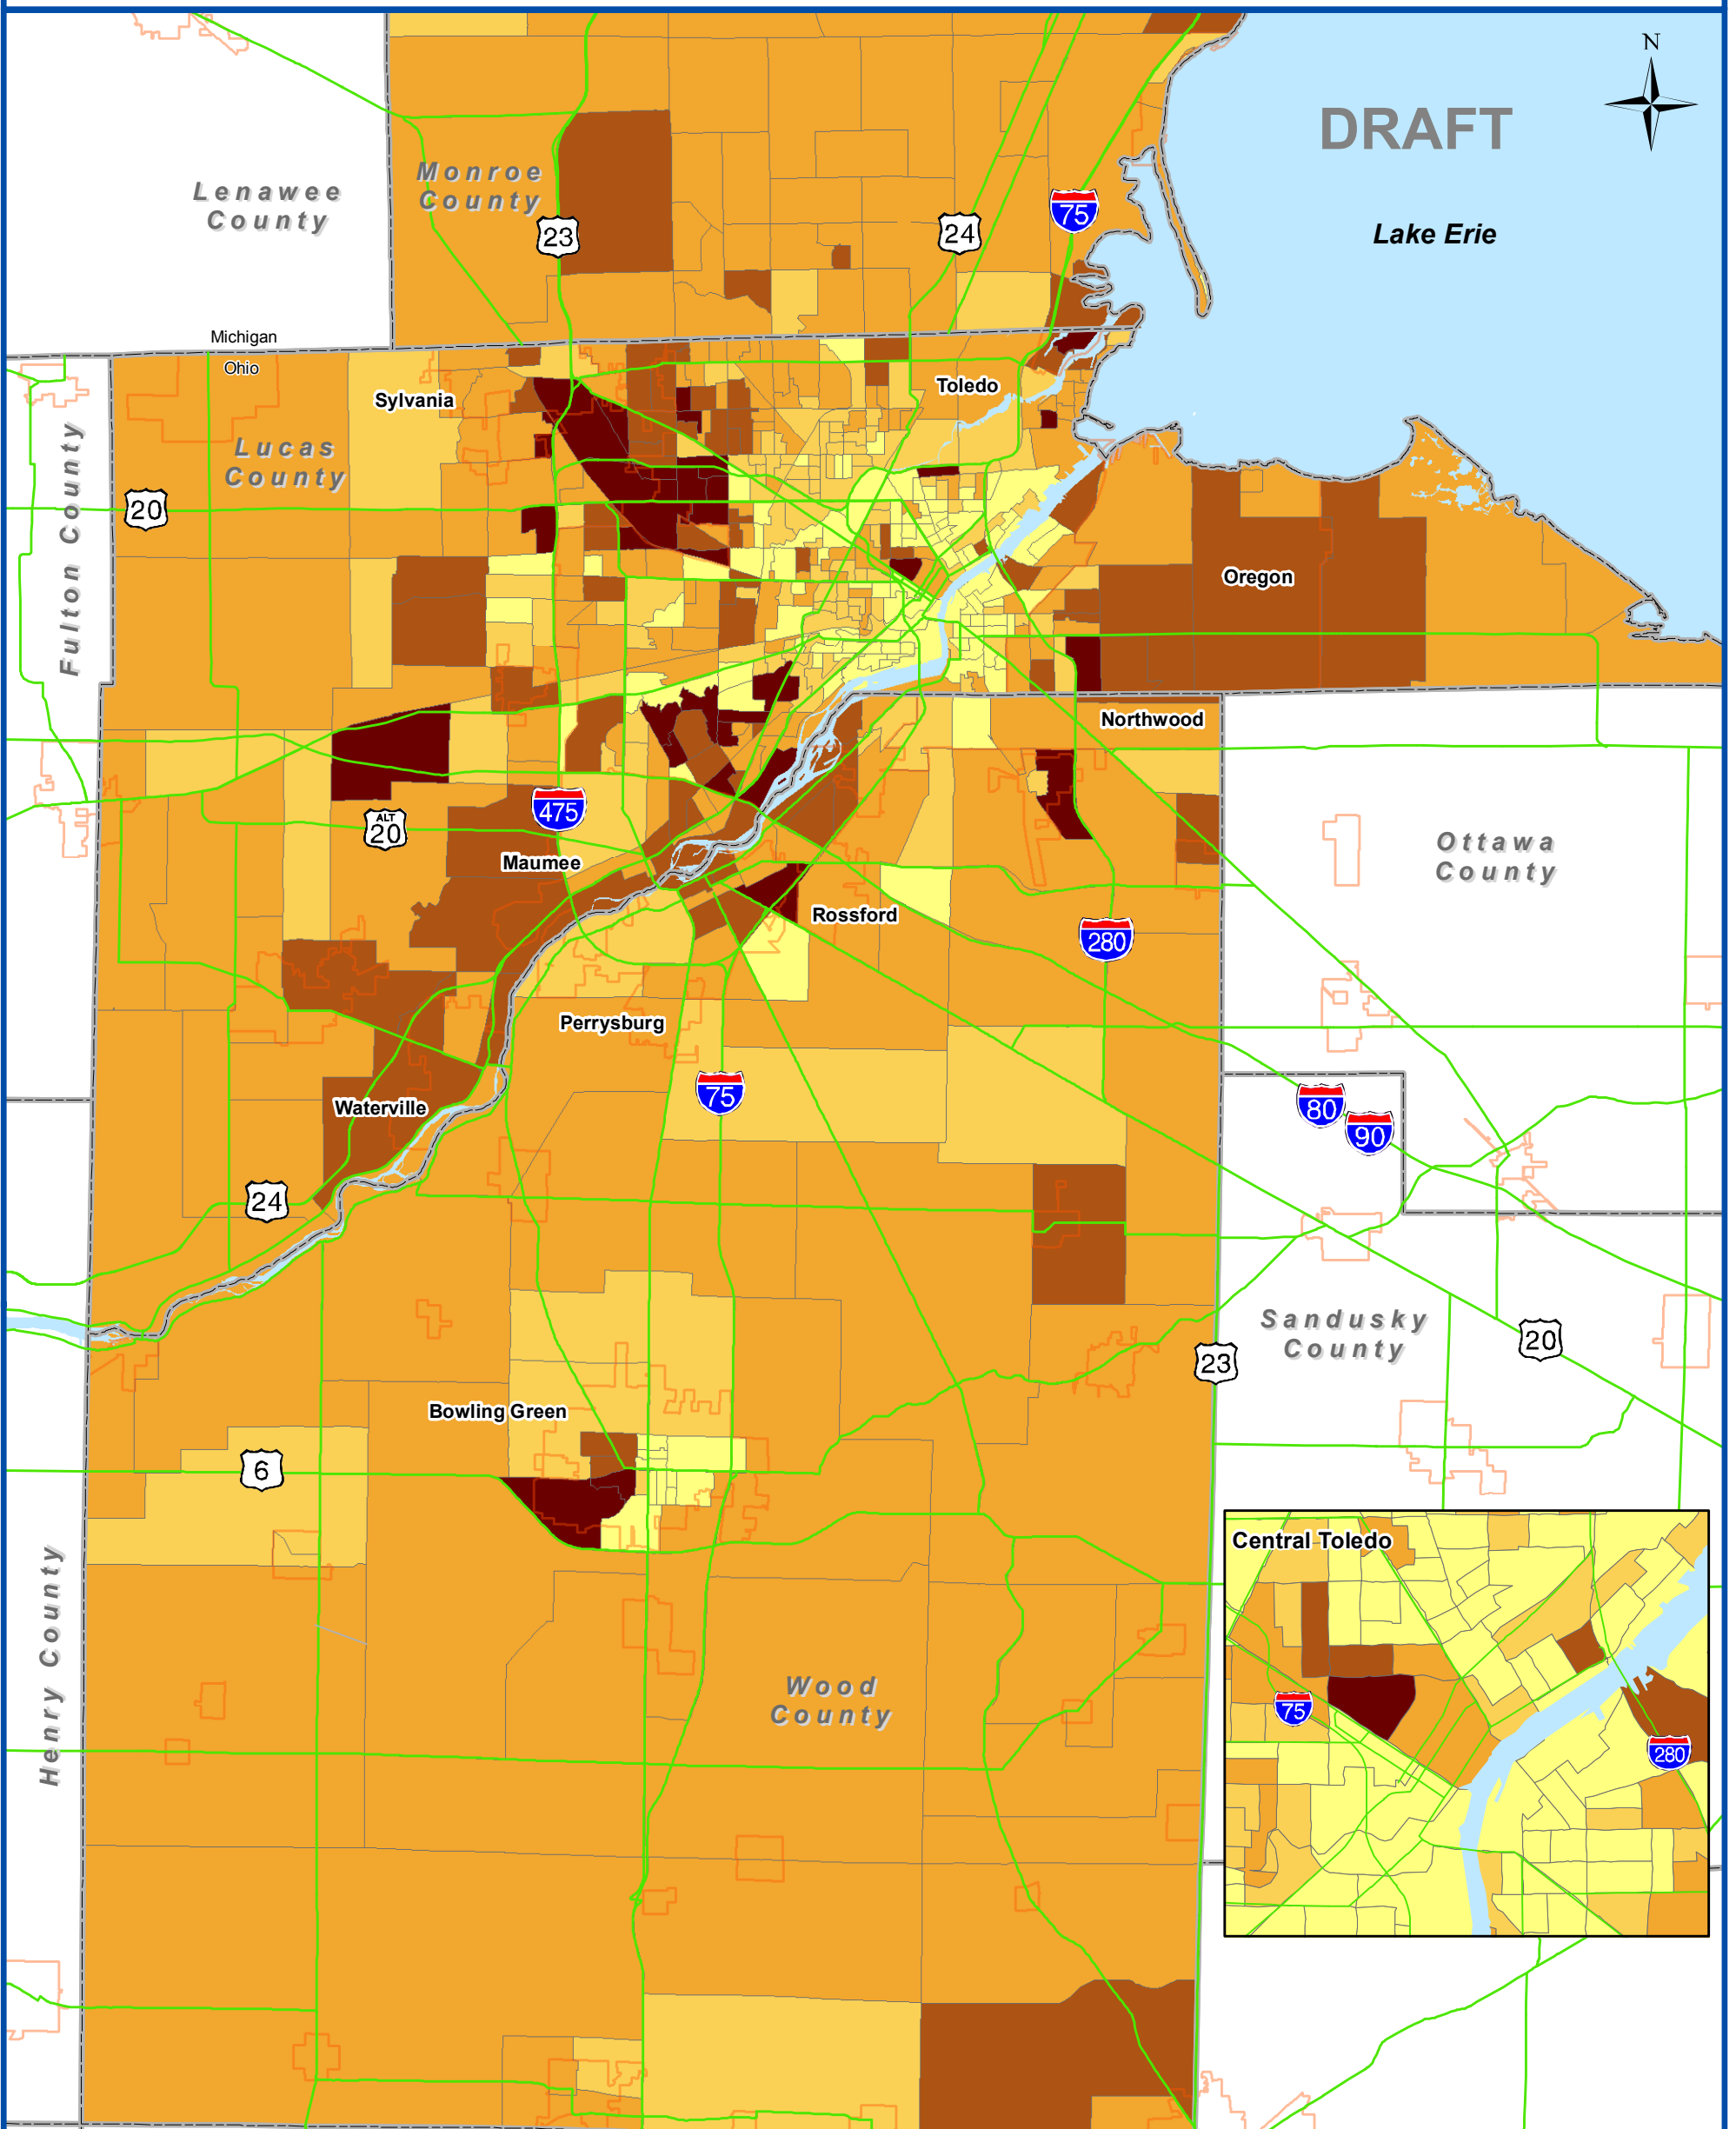 N
DRAFT
Lake Erie
Lenawee
County
Monroe
County
23
24
75
Michigan
Ohio
Sylvania
Toledo
Lucas
County
20
Fulton County
Oregon
Northwood
475
ALT
20
Maumee
Rossford
280
Ottawa
County
Perrysburg
75
Waterville
80
90
24
Sandusky
County
20
23
Bowling Green
6
Henry County
Wood
County
Central Toledo
75
280